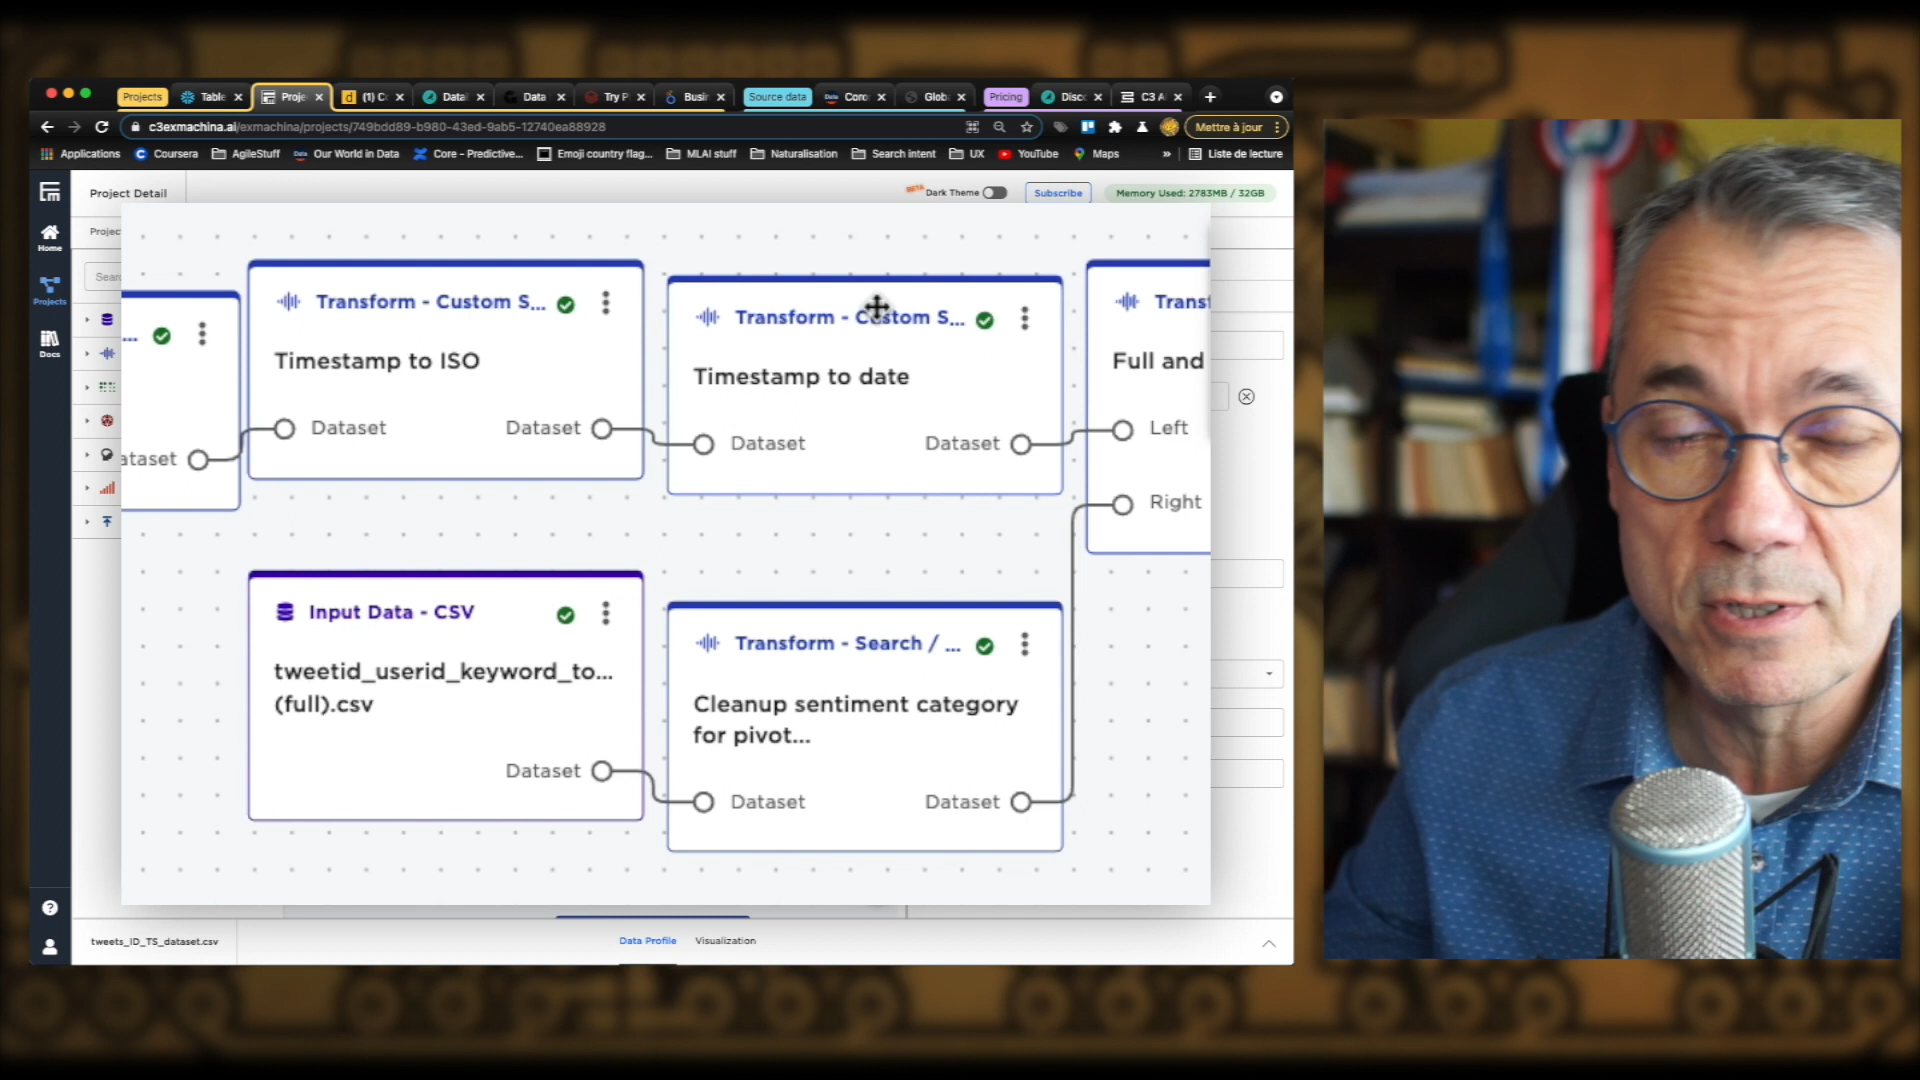 Projects
Table
Proje
(1) C
Data
Data
Try P
Busi
Source data
Coro
Glob
Pricing
Disc
C3 A
c3exmachina.ai/exmachina/projects/749bdd89-b980-43ed-9ab5-12740ea88928
Mettre à jour
Applications
Coursera
AgileStuff
Our World in Data
Core – Predictive...
Emoji country flag...
MLAI stuff
Naturalisation
Search intent
UX
YouTube
Maps
»
Liste de lecture
Project Detail
BETA
Dark Theme
Subscribe
Memory Used: 2783MB / 32GB
Home
Projects
Docs
Projec
Searc
...
ataset
Transform - Custom S...
Timestamp to ISO
Dataset
Dataset
Transform - Custom S...
Timestamp to date
Dataset
Dataset
Transf
Full and
Left
Right
Input Data - CSV
tweetid_userid_keyword_to...
(full).csv
Dataset
Transform - Search / ...
Cleanup sentiment category
for pivot...
Dataset
Dataset
tweets_ID_TS_dataset.csv
Data Profile
Visualization